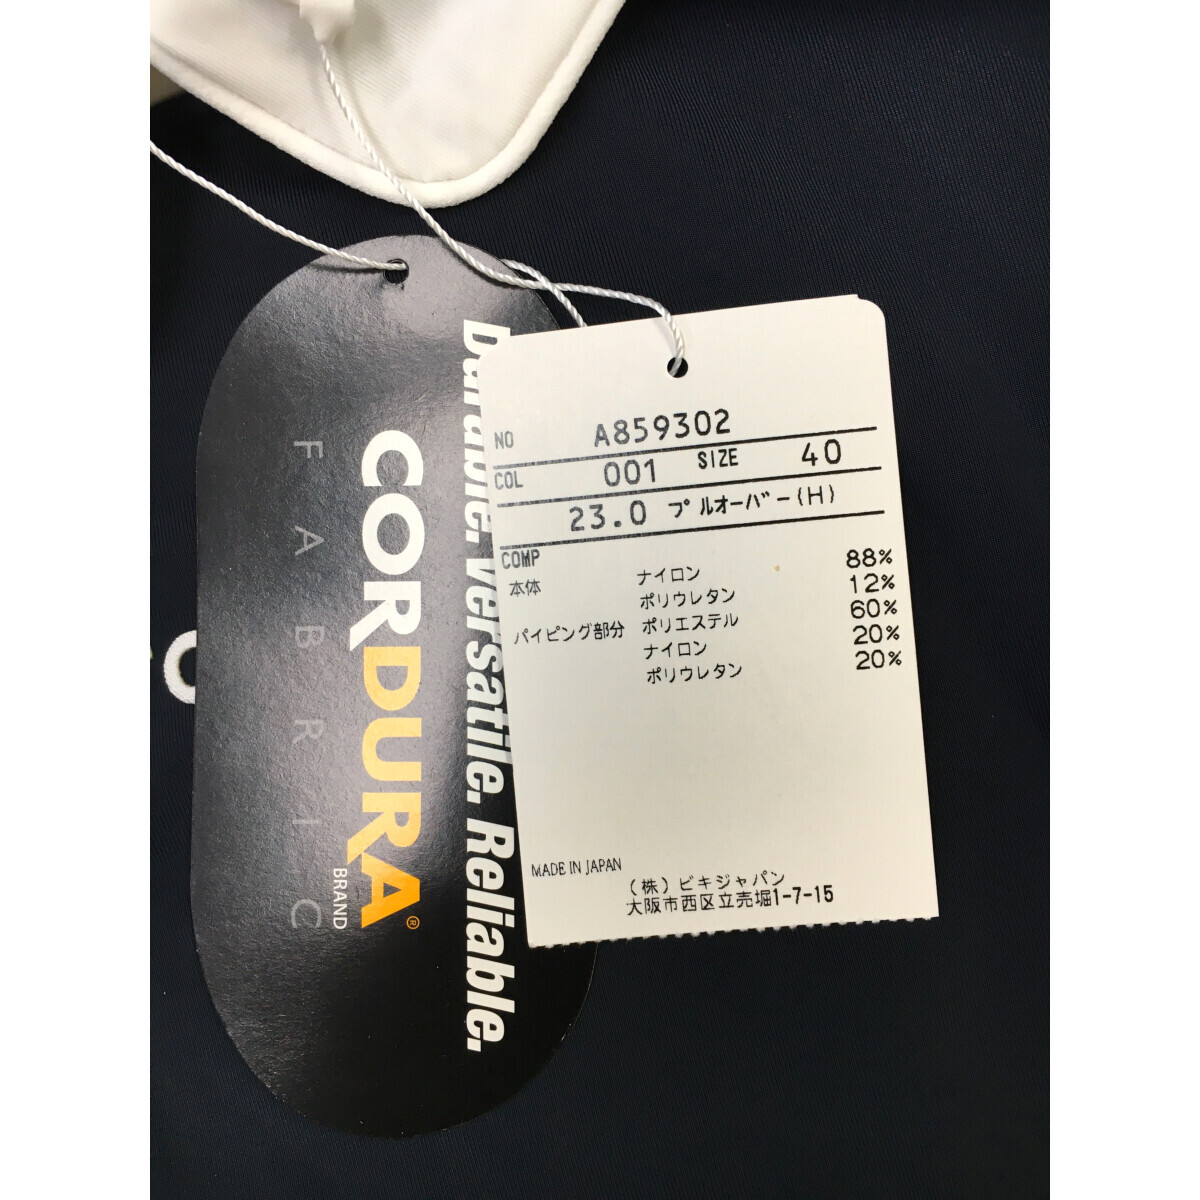 CORDURA®
BRAND
FABRIC
Durable. Versatile. Reliable.
NO A859302
COL 001 SIZE 40
23.0 プルオーバー(H)
COMP
本体 ナイロン 88%
ポリウレタン 12%
パイピング部分 ポリエステル 60%
ナイロン 20%
ポリウレタン 20%
MADE IN JAPAN
(株)ビキジャパン
大阪市西区立売堀1-7-15